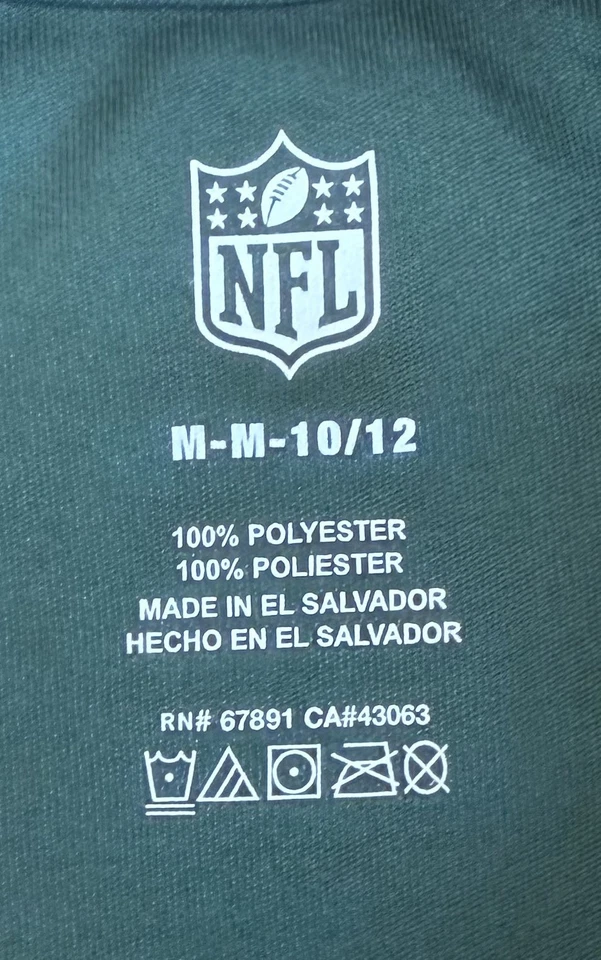 NFL
M-M-10/12
100% POLYESTER
100% POLIESTER
MADE IN EL SALVADOR
HECHO EN EL SALVADOR
RN# 67891 CA#43063